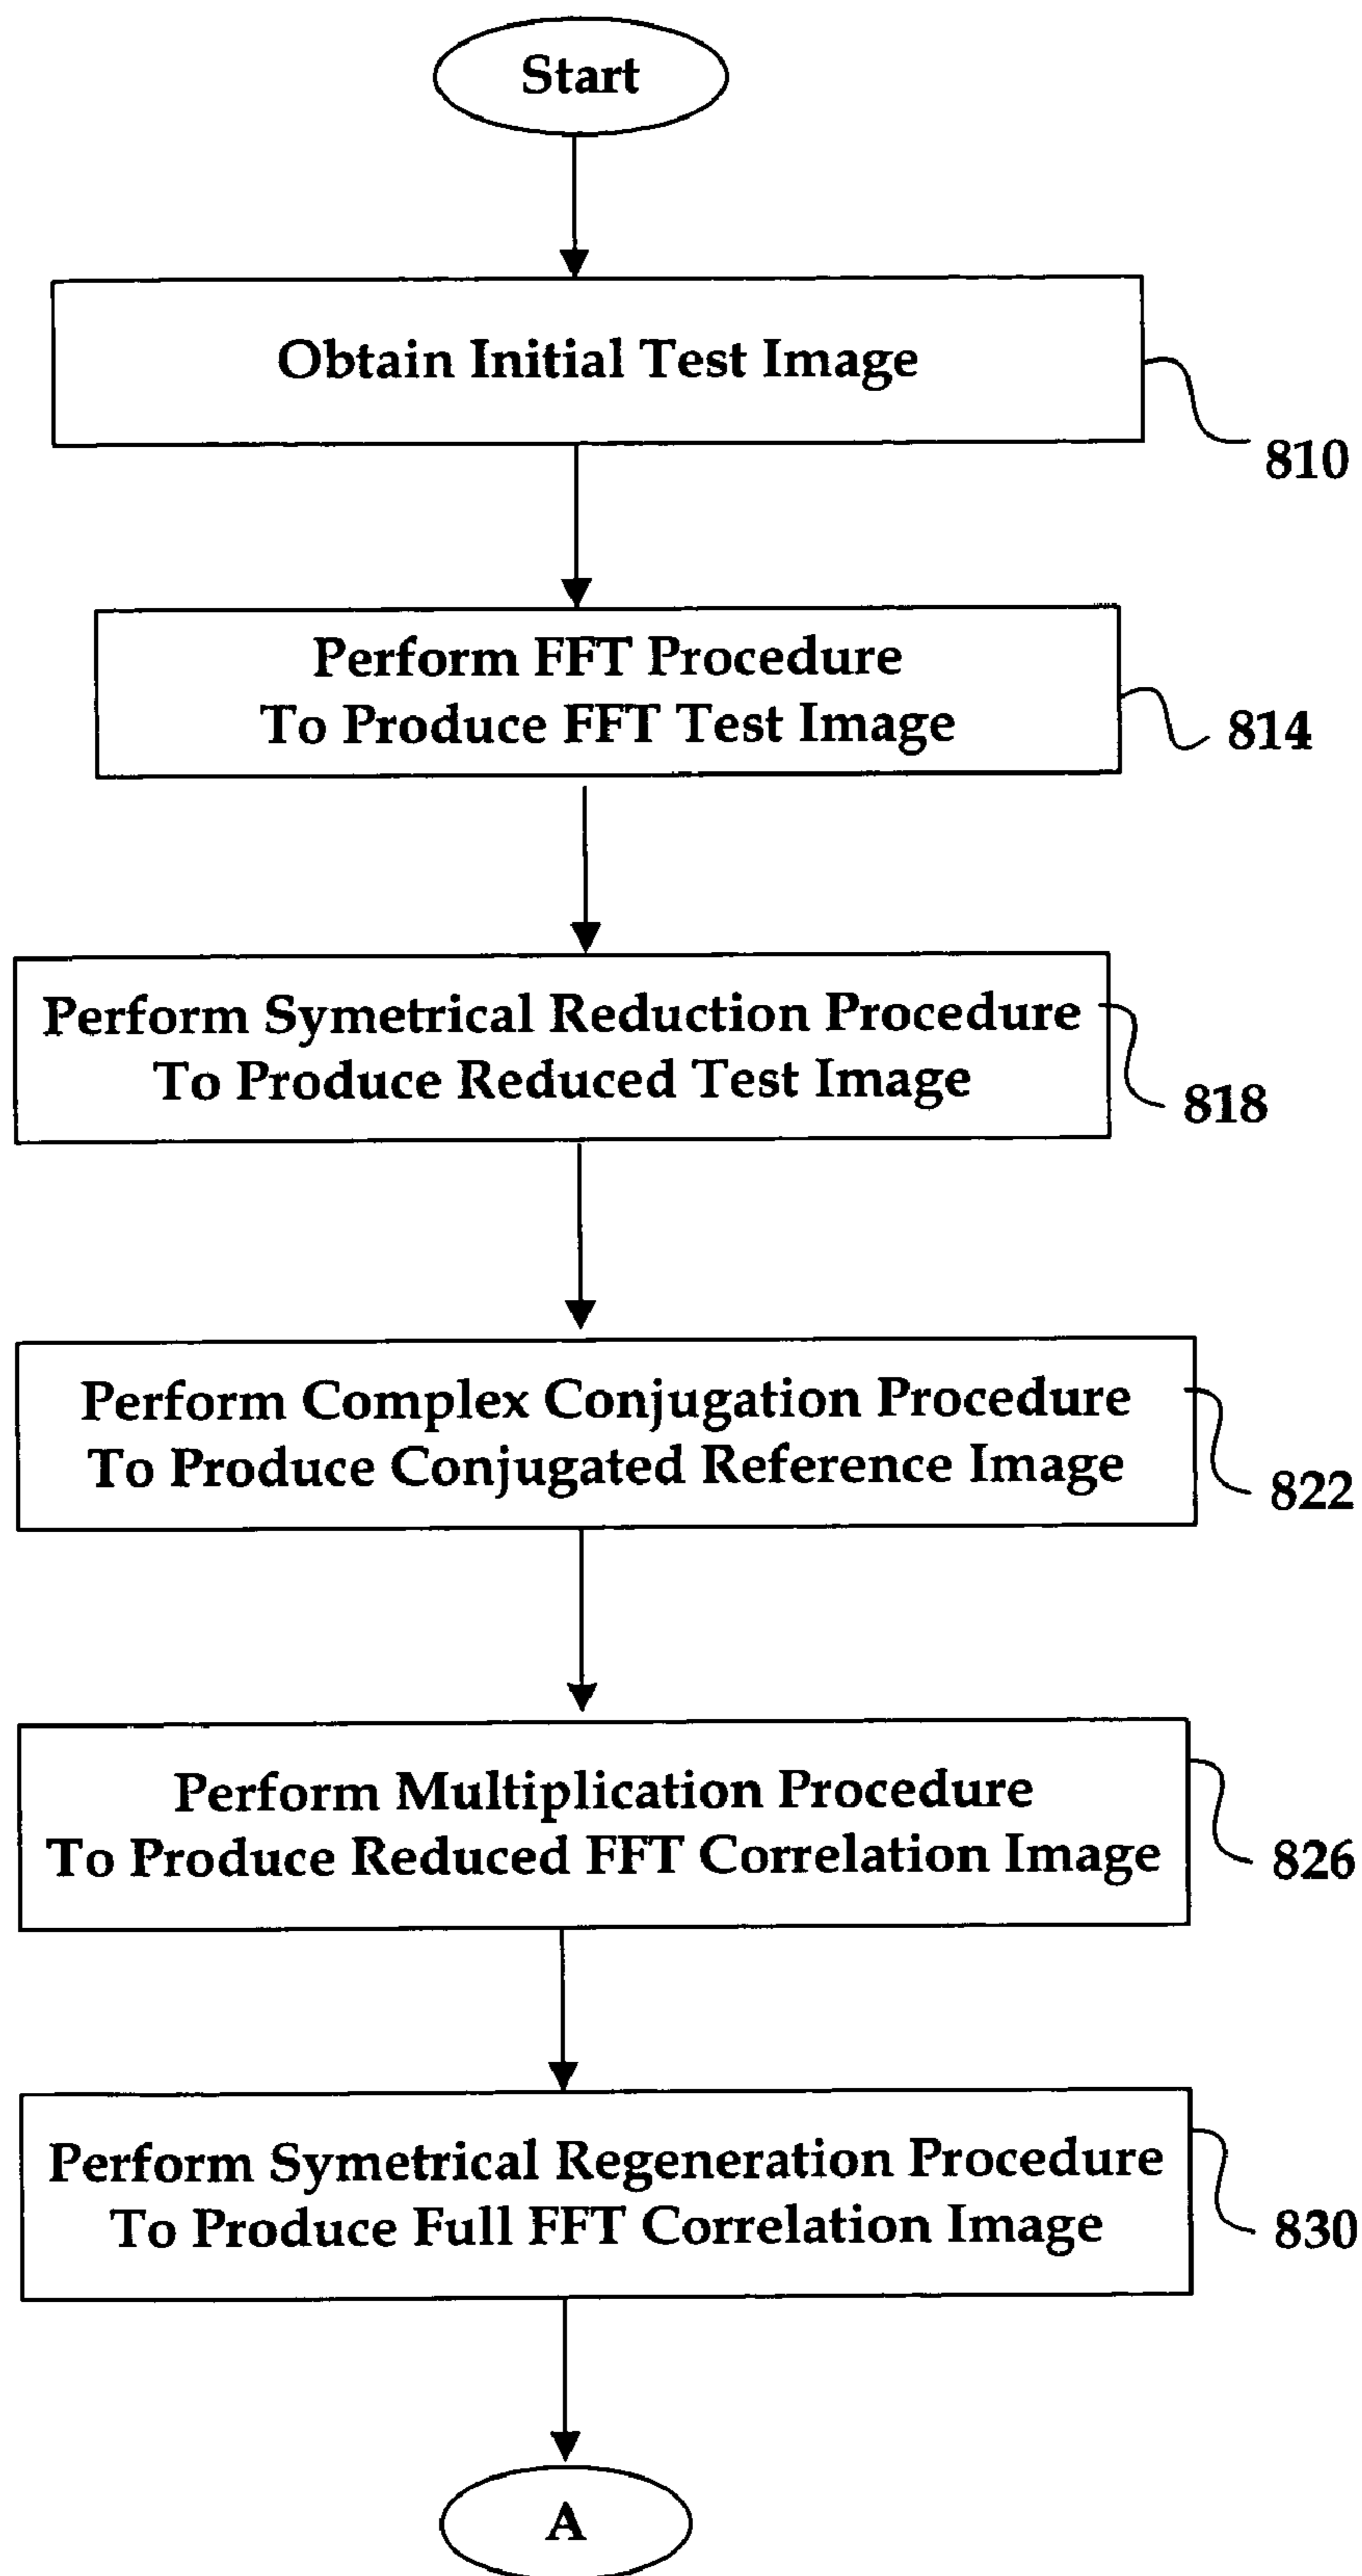 Start
Obtain Initial Test Image
810
Perform FFT Procedure
To Produce FFT Test Image
814
Perform Symetrical Reduction Procedure
To Produce Reduced Test Image
818
Perform Complex Conjugation Procedure
To Produce Conjugated Reference Image
822
Perform Multiplication Procedure
To Produce Reduced FFT Correlation Image
826
Perform Symetrical Regeneration Procedure
To Produce Full FFT Correlation Image
830
A